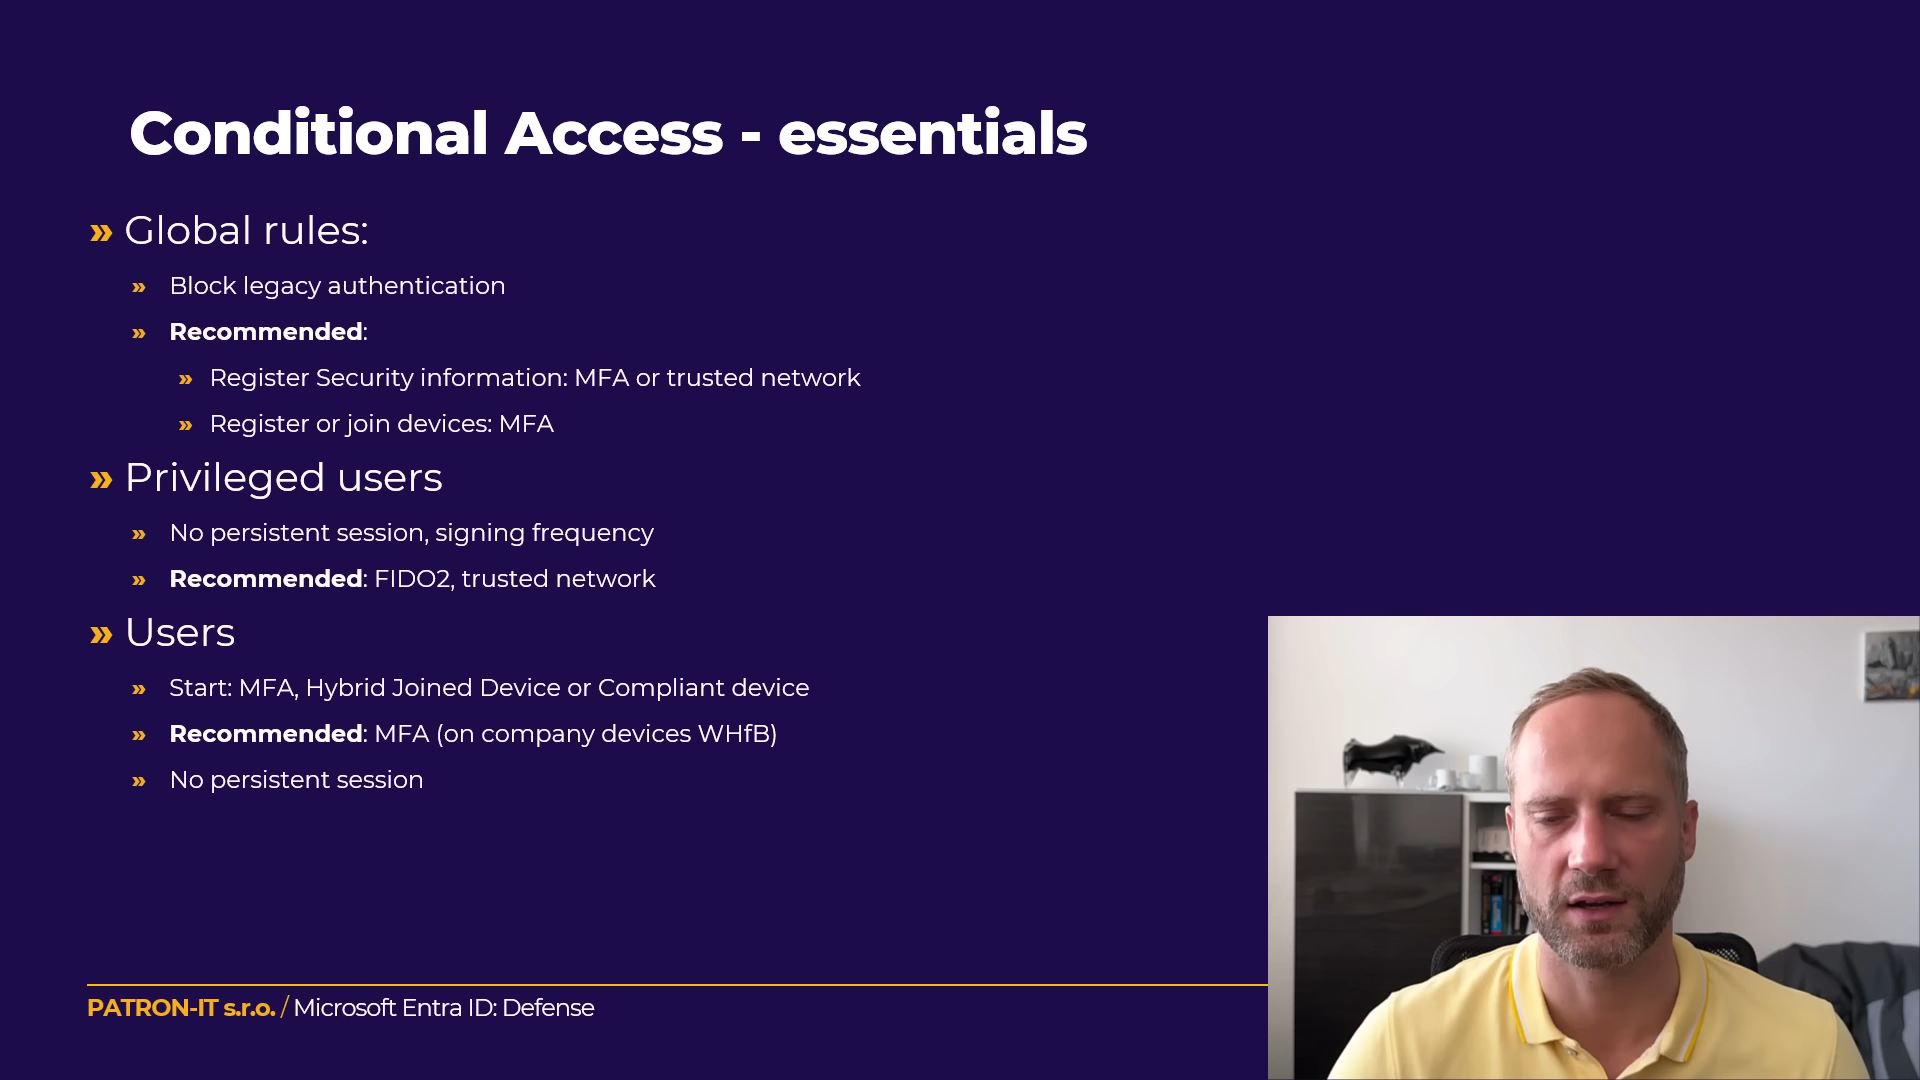 Conditional Access - essentials
» Global rules:
» Block legacy authentication
» Recommended:
» Register Security information: MFA or trusted network
» Register or join devices: MFA
» Privileged users
» No persistent session, signing frequency
» Recommended: FIDO2, trusted network
» Users
» Start: MFA, Hybrid Joined Device or Compliant device
» Recommended: MFA (on company devices WHfB)
» No persistent session
PATRON-IT s.r.o. / Microsoft Entra ID: Defense